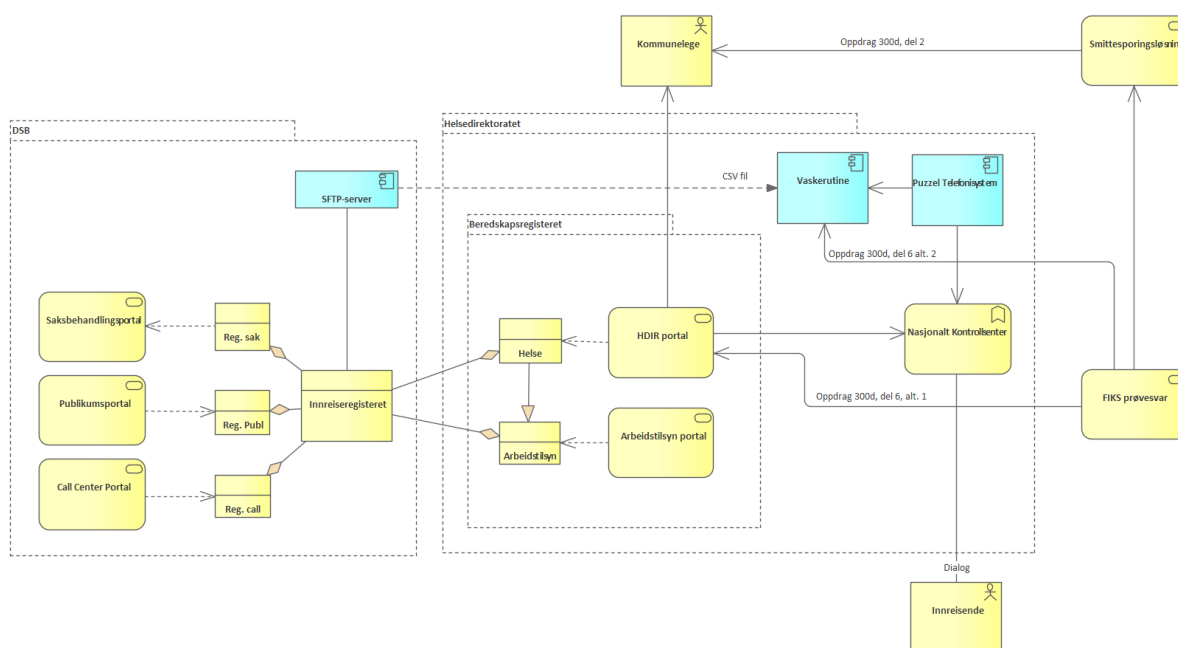 Kommunelege
Oppdrag 300d, del 2
Smittesporingsløsnin
DSB
Helsedirektoratet
SFTP-server
CSV fil
Vaskerutine
Puzzel Telefonisystem
Beredskapsregisteret
Oppdrag 300d, del 6 alt. 2
Saksbehandlingsportal
Reg. sak
Helse
HDIR portal
Nasjonalt Kontrollsenter
Publikumsportal
Reg. Publ
Innreiseregisteret
Oppdrag 300d, del 6, alt. 1
FIKS prøvesvar
Arbeidstilsyn
Arbeidstilsyn portal
Call Center Portal
Reg. call
Dialog
Innreisende